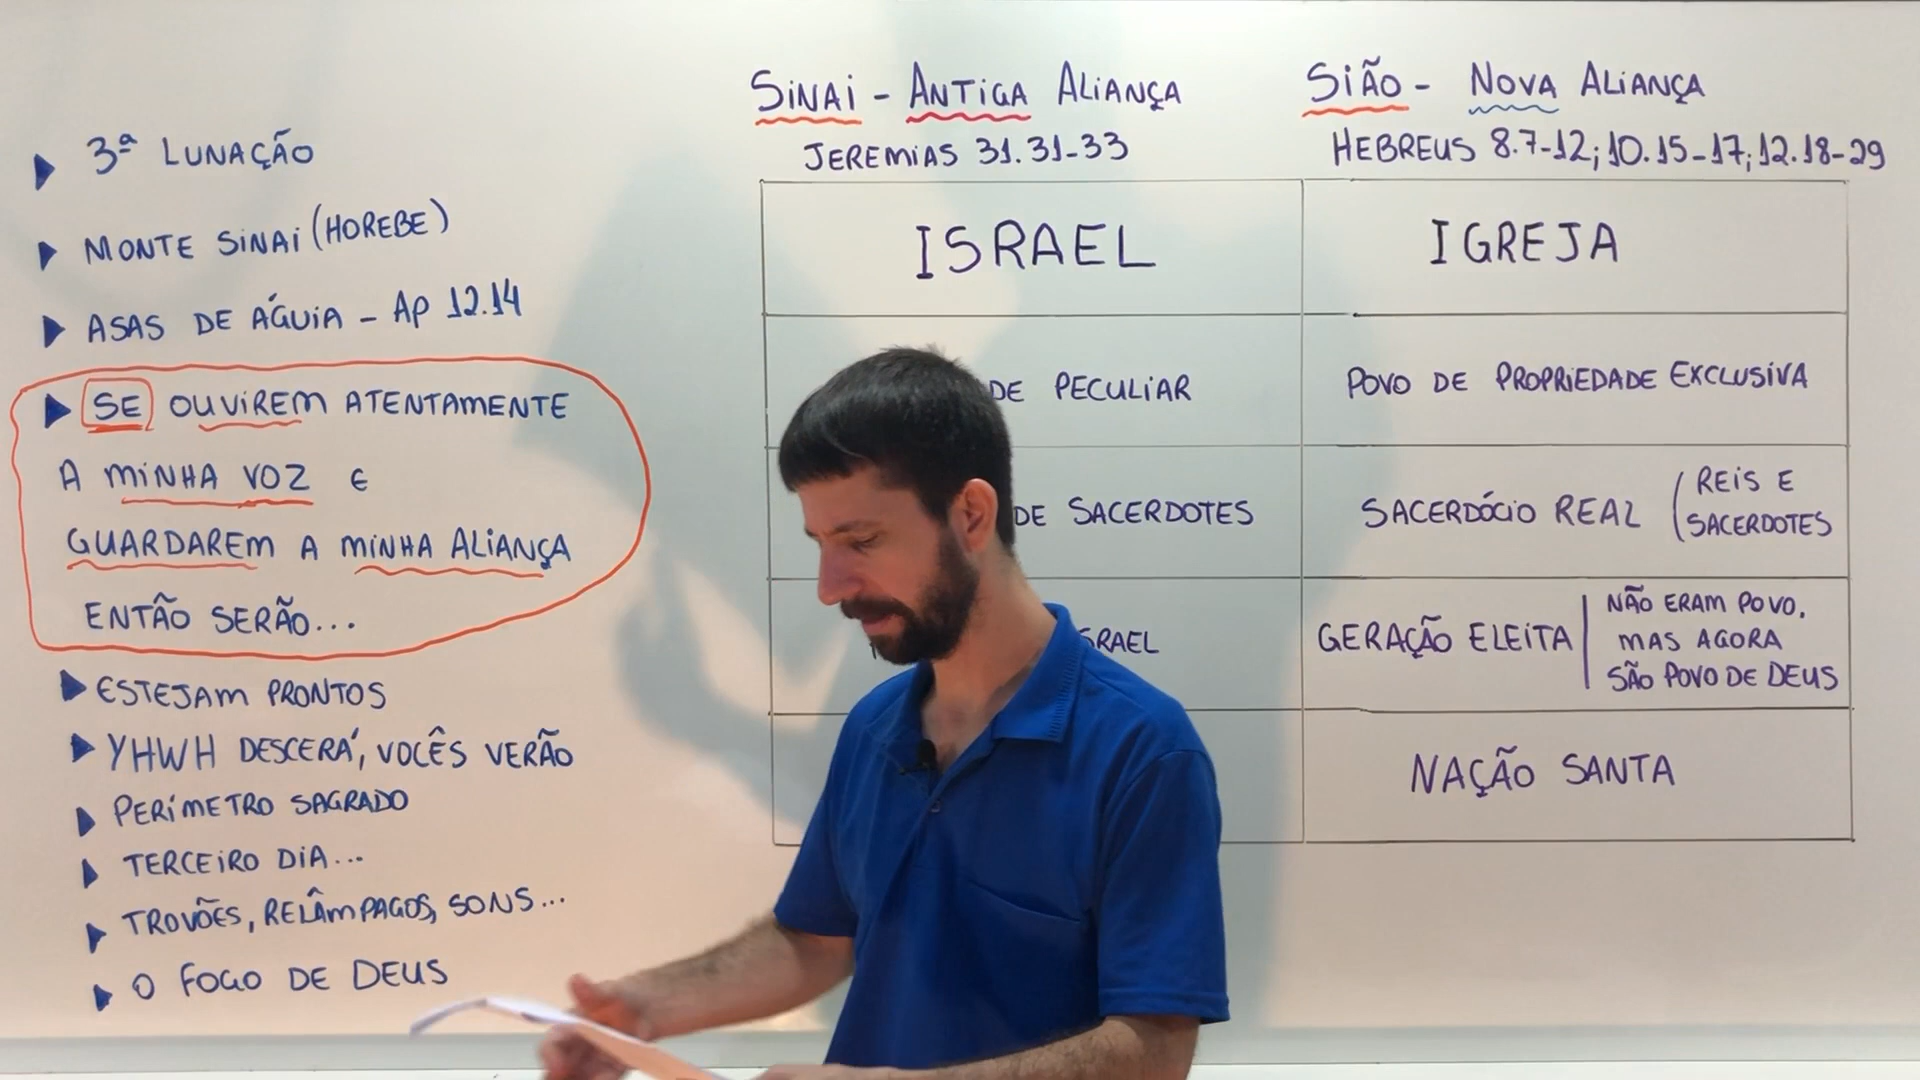 ▶ 3ª LUNAÇÃO
▶ MONTE SINAI (HOREBE)
▶ ASAS DE ÁGUIA - AP 12.14
▶ SE OUVIREM ATENTAMENTE
A MINHA VOZ E
GUARDAREM A MINHA ALIANÇA
ENTÃO SERÃO...
▶ ESTEJAM PRONTOS
▶ YHWH DESCERÁ, VOCÊS VERÃO
▶ PERÍMETRO SAGRADO
▶ TERCEIRO DIA...
▶ TROVÕES, RELÂMPAGOS, SONS...
▶ O FOGO DE DEUS
SINAI - ANTIGA ALIANÇA
JEREMIAS 31.31-33
ISRAEL
DE PECULIAR
DE SACERDOTES
SRAEL
SIÃO - NOVA ALIANÇA
HEBREUS 8.7-12; 10.15-17; 12.18-29
IGREJA
POVO DE PROPRIEDADE EXCLUSIVA
SACERDÓCIO REAL (REIS E
SACERDOTES
GERAÇÃO ELEITA | NÃO ERAM POVO,
MAS AGORA
SÃO POVO DE DEUS
NAÇÃO SANTA